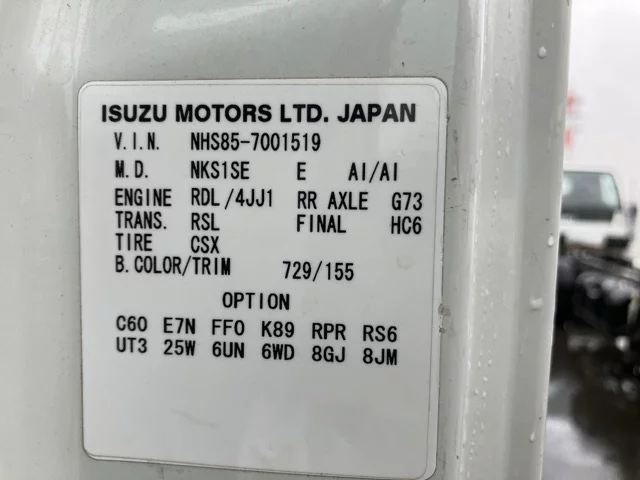 ISUZU MOTORS LTD. JAPAN
V.I.N. NHS85-7001519
M.D. NKS1SE E AI/AI
ENGINE RDL/4JJ1 RR AXLE G73
TRANS. RSL FINAL HC6
TIRE CSX
B.COLOR/TRIM 729/155
OPTION
C60 E7N FF0 K89 RPR RS6
UT3 25W 6UN 6WD 8GJ 8JM